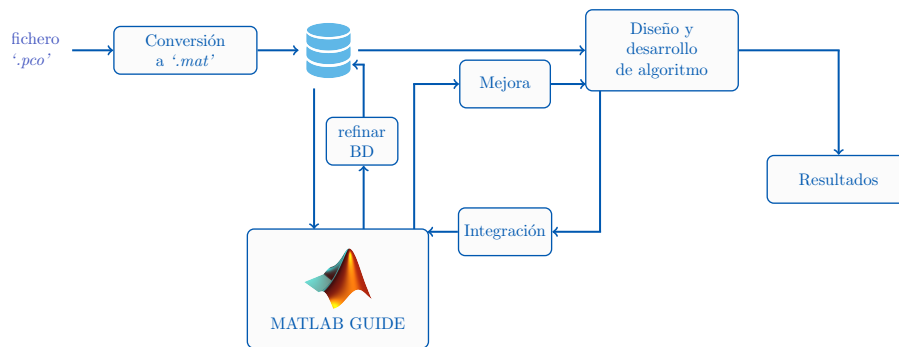 fichero
‘.pco’
Conversión
a ‘.mat’
Diseño y
desarrollo
de algoritmo
Mejora
refinar
BD
Resultados
Integración
MATLAB GUIDE